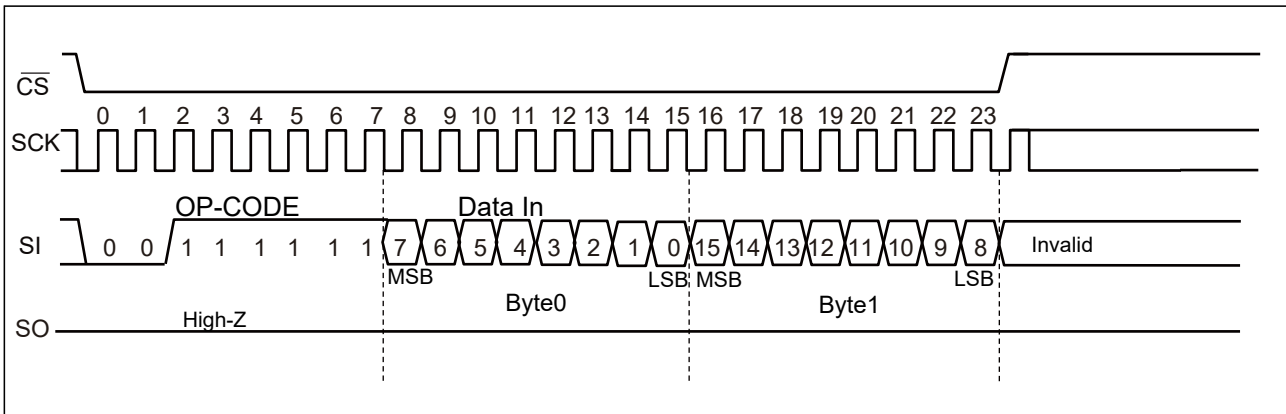 CS
0 1 2 3 4 5 6 7 8 9 10 11 12 13 14 15 16 17 18 19 20 21 22 23
SCK
OP-CODE Data In
SI 0 0 1 1 1 1 1 1 7 6 5 4 3 2 1 0 15 14 13 12 11 10 9 8 Invalid
MSB LSB MSB LSB
Byte0 Byte1
High-Z
SO